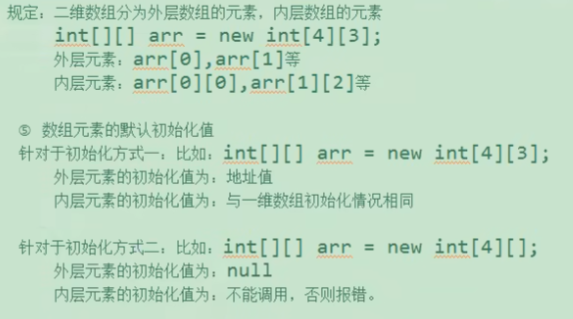 规定：二维数组分为外层数组的元素，内层数组的元素
int[][] arr = new int[4][3];
外层元素：arr[0],arr[1]等
内层元素：arr[0][0],arr[1][2]等
⑤ 数组元素的默认初始化值
针对于初始化方式一：比如：int[][] arr = new int[4][3];
外层元素的初始化值为：地址值
内层元素的初始化值为：与一维数组初始化情况相同
针对于初始化方式二：比如：int[][] arr = new int[4][];
外层元素的初始化值为：null
内层元素的初始化值为：不能调用，否则报错。